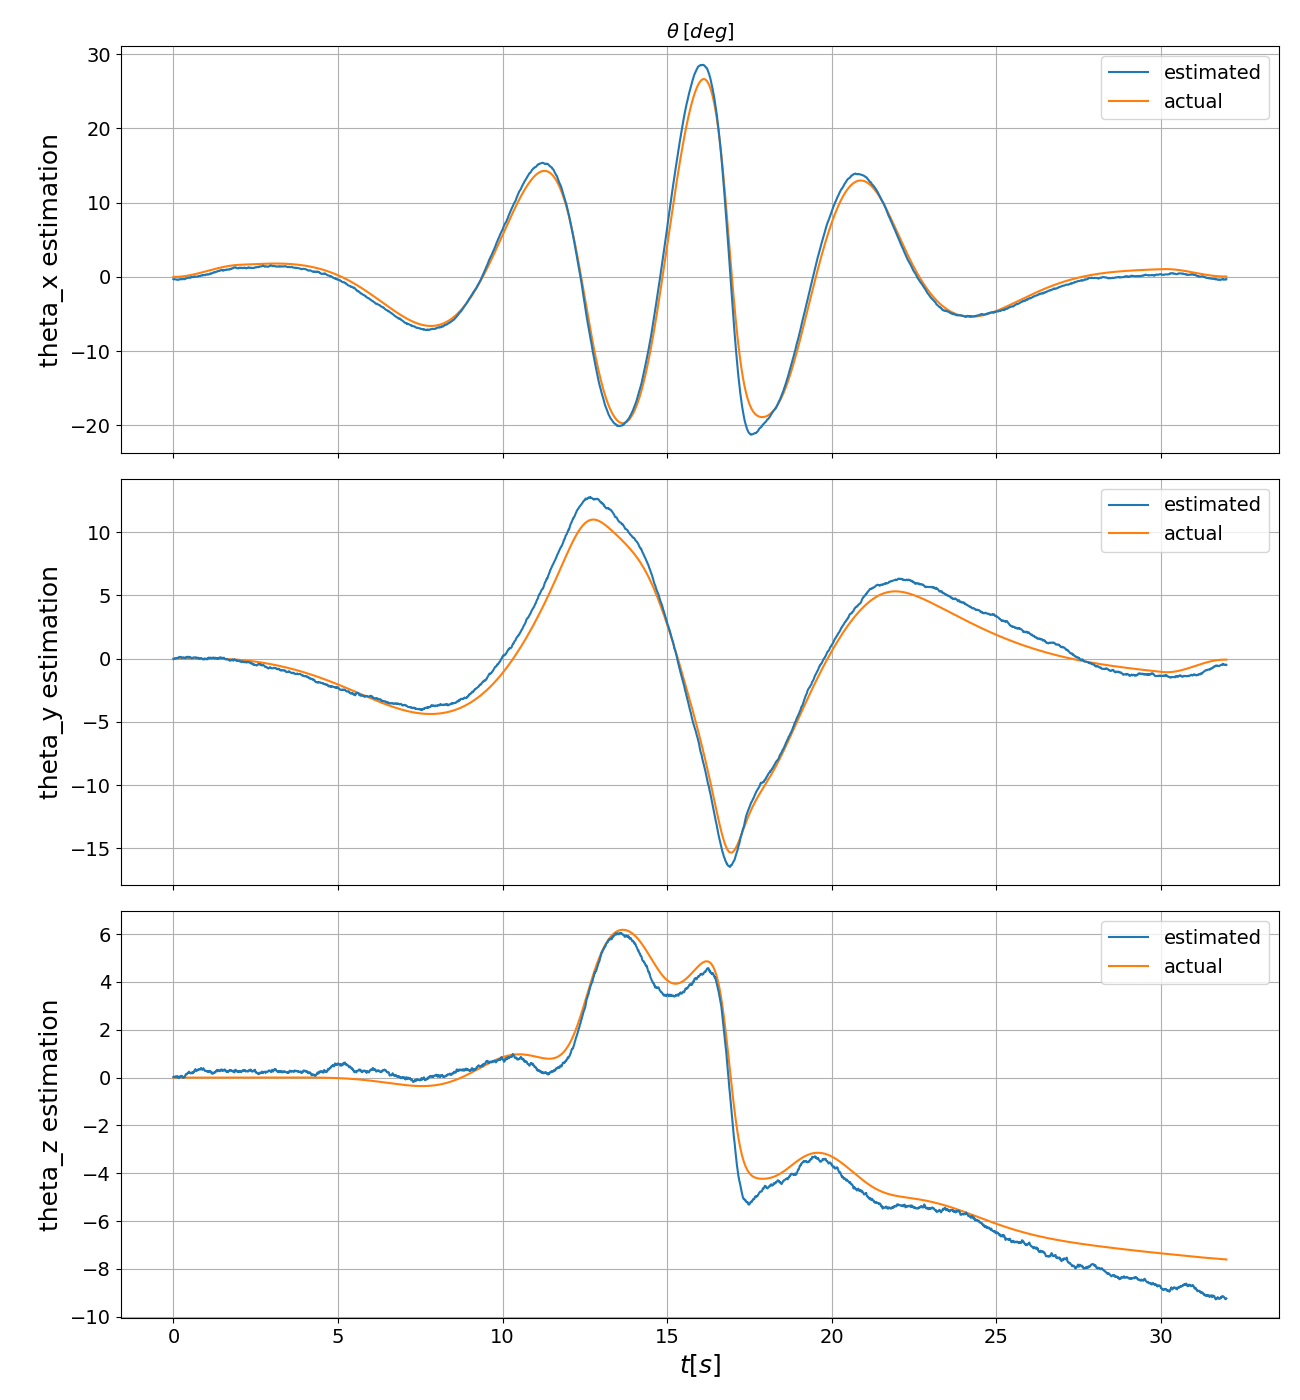 θ [deg]
30
20
10
0
−10
−20
theta_x estimation
estimated
actual
10
5
0
−5
−10
−15
theta_y estimation
estimated
actual
6
4
2
0
−2
−4
−6
−8
−10
theta_z estimation
estimated
actual
0 5 10 15 20 25 30
t[s]